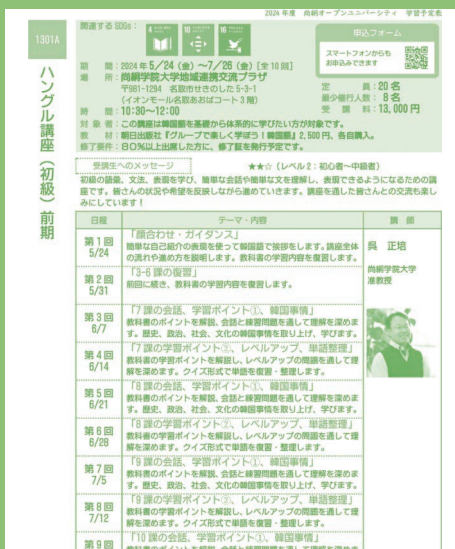 2024 年度 尚絅オープンユニバーシティ 学習予定表
1301A
ハングル講座(初級)前期
関連する SDGs:
申込フォーム
スマートフォンからも
お申込みできます
期 間:2024 年 5/24(金)~7/26(金)[全 10 回]
場 所:尚絅学院大学地域連携交流プラザ
〒981-1294 名取市せきのした 5-3-1
(イオンモール名取あおばコート 3 階)
時 間:10:30~12:00
定 員:20 名
最少催行人数:8 名
受 講 料:13,000 円
対 象 者:この講座は韓国語を基礎から体系的に学びたい方が対象です。
教 材:朝日出版社『グループで楽しく学ぼう!韓国語』2,500 円、各自購入。
修了要件:80%以上出席した方に、修了証を発行予定です。
受講生へのメッセージ
★★☆(レベル 2:初心者~中級者)
初級の語彙、文法、表現を学び、簡単な会話や簡単な文を理解し、表現できるようになるための講
座です。皆さんの状況や希望を反映しながら進めていきます。講座を通した皆さんとの交流も楽し
みにしています!
日程
テーマ・内容
講 師
第 1 回
5/24
「顔合わせ・ガイダンス」
簡単な自己紹介の表現を使って韓国語で挨拶をします。講座全体
の流れや進め方を説明します。教科書の学習内容を復習します。
呉 正培
尚絅学院大学
准教授
第 2 回
5/31
「3-6 課の復習」
前回に続き、教科書の学習内容を復習します。
第 3 回
6/7
「7 課の会話、学習ポイント①、韓国事情」
教科書のポイントを解説、会話と練習問題を通して理解を深めま
す。歴史、政治、社会、文化の韓国事情を取り上げ、学びます。
第 4 回
6/14
「7 課の学習ポイント②、レベルアップ、単語整理」
教科書の学習ポイントを解説し、レベルアップの問題を通して理
解を深めます。クイズ形式で単語を復習・整理します。
第 5 回
6/21
「8 課の会話、学習ポイント①、韓国事情」
教科書のポイントを解説、会話と練習問題を通して理解を深めま
す。歴史、政治、社会、文化の韓国事情を取り上げ、学びます。
第 6 回
6/28
「8 課の学習ポイント②、レベルアップ、単語整理」
教科書の学習ポイントを解説し、レベルアップの問題を通して理
解を深めます。クイズ形式で単語を復習・整理します。
第 7 回
7/5
「9 課の会話、学習ポイント①、韓国事情」
教科書のポイントを解説、会話と練習問題を通して理解を深めま
す。歴史、政治、社会、文化の韓国事情を取り上げ、学びます。
第 8 回
7/12
「9 課の学習ポイント②、レベルアップ、単語整理」
教科書の学習ポイントを解説し、レベルアップの問題を通して理
解を深めます。クイズ形式で単語を復習・整理します。
第 9 回
「10 課の会話、学習ポイント①、韓国事情」
教科書のポイントを解説、会話と練習問題を通して理解を深めま